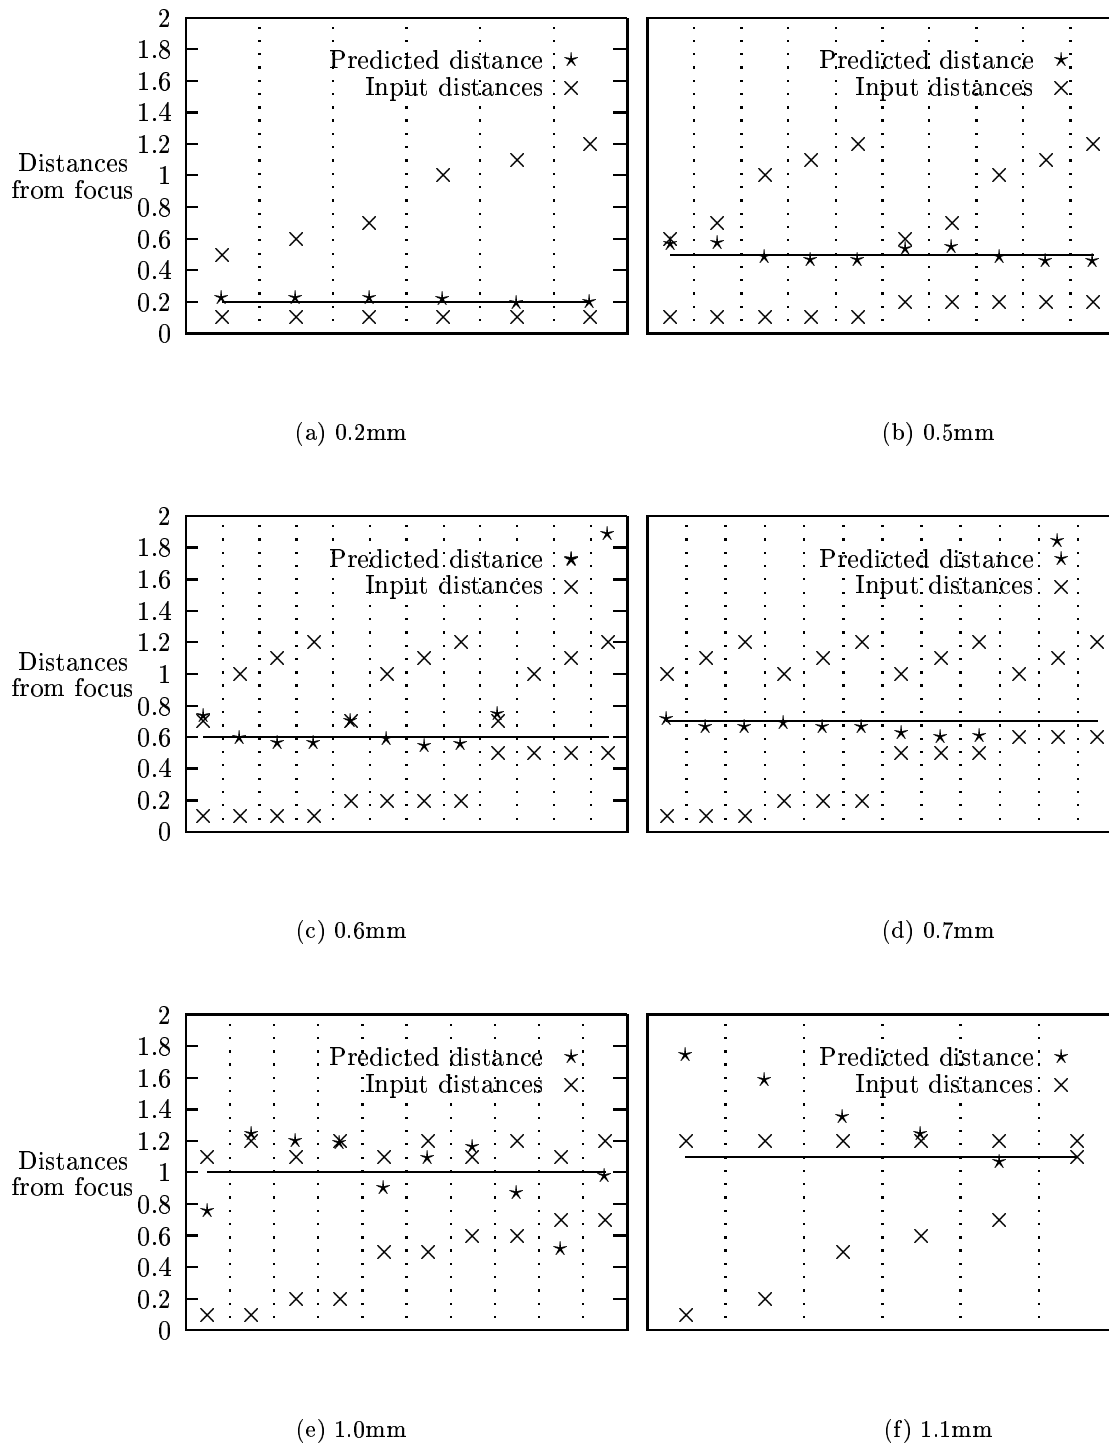 2
1.8
Predicted distance
Predicted distance
1.6
Input distances
Input distances
1.4
1.2
Distances
1
from focus
0.8
0.6
0.4
0.2
0
(a) 0.2mm
(b) 0.5mm
2
1.8
Predicted distance
Predicted distance
1.6
Input distances
Input distances
1.4
1.2
Distances
1
from focus
0.8
0.6
0.4
0.2
0
(c) 0.6mm
(d) 0.7mm
2
1.8
Predicted distance
Predicted distance
1.6
Input distances
Input distances
1.4
1.2
Distances
1
from focus
0.8
0.6
0.4
0.2
0
(e) 1.0mm
(f) 1.1mm